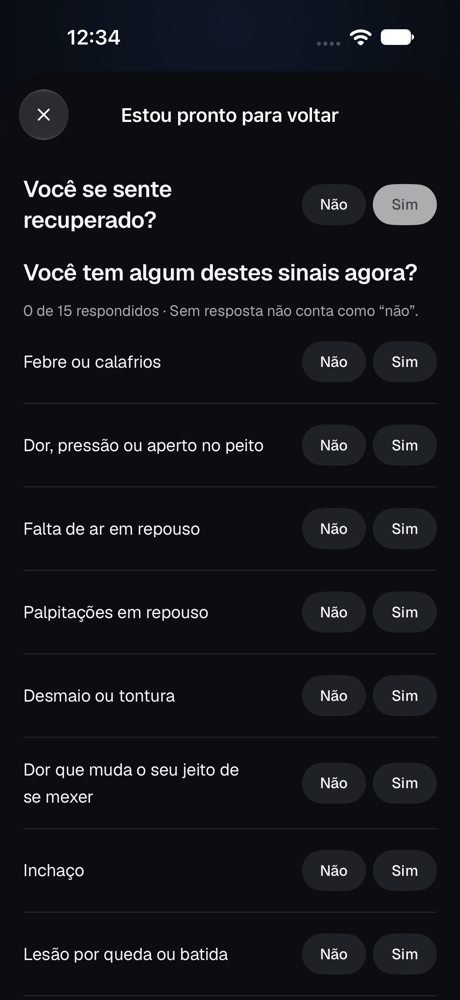 12:34
Estou pronto para voltar
Você se sente
recuperado?
Não
Sim
Você tem algum destes sinais agora?
0 de 15 respondidos · Sem resposta não conta como “não”.
Febre ou calafrios
Não
Sim
Dor, pressão ou aperto no peito
Não
Sim
Falta de ar em repouso
Não
Sim
Palpitações em repouso
Não
Sim
Desmaio ou tontura
Não
Sim
Dor que muda o seu jeito de
se mexer
Não
Sim
Inchaço
Não
Sim
Lesão por queda ou batida
Não
Sim